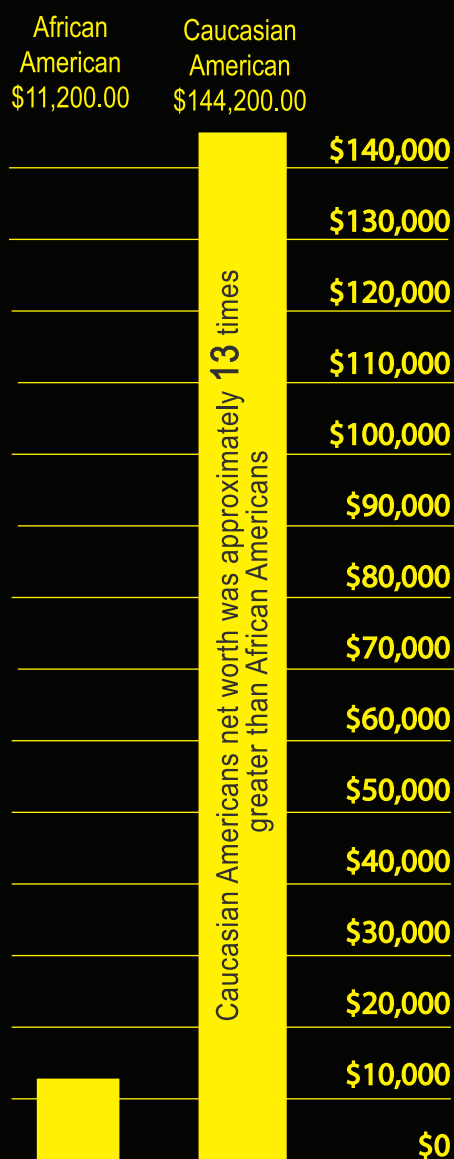 African
American
$11,200.00
Caucasian
American
$144,200.00
$140,000
$130,000
$120,000
$110,000
$100,000
$90,000
$80,000
$70,000
$60,000
$50,000
$40,000
$30,000
$20,000
$10,000
$0
Caucasian Americans net worth was approximately 13 times
greater than African Americans